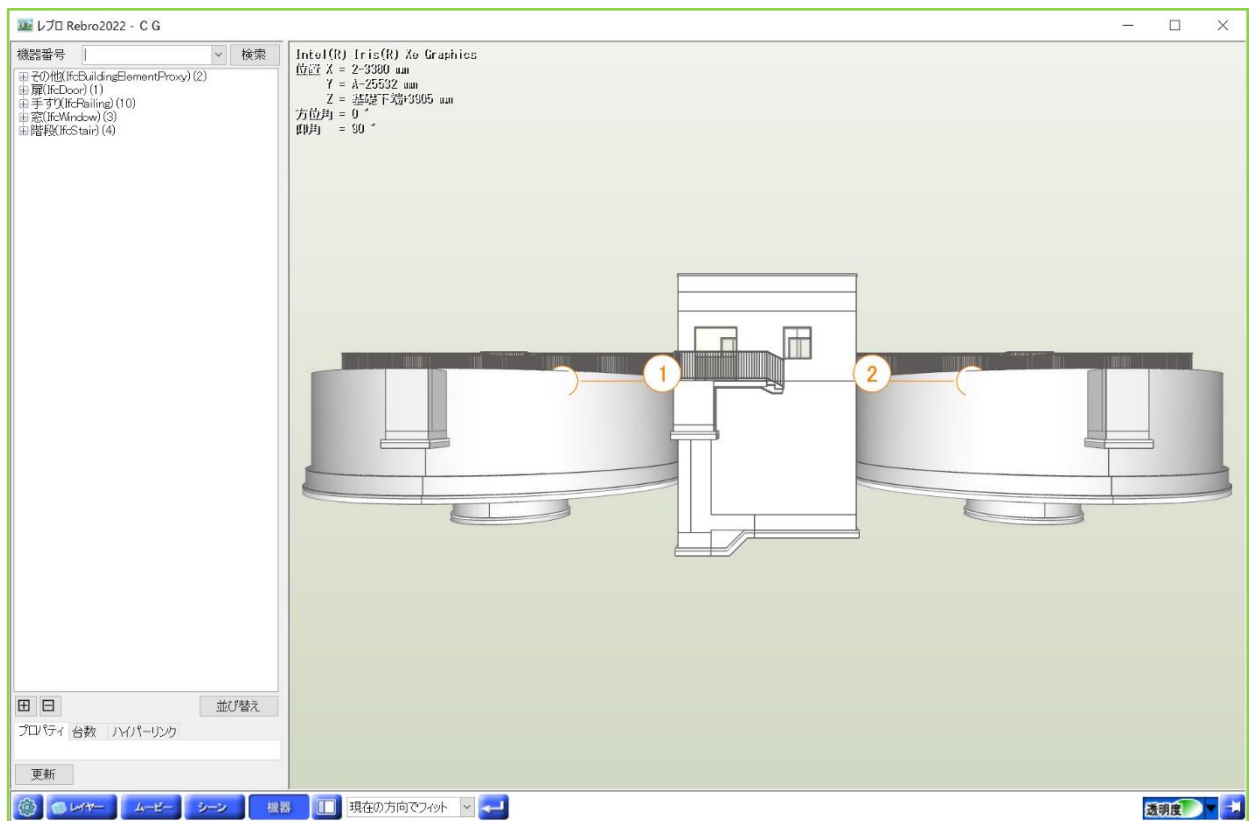 レブロ Rebro2022 - C G
機器番号
検索
その他(IfcBuildingElementProxy)(2)
扉(IfcDoor)(1)
手すり(IfcRailing)(10)
窓(IfcWindow)(3)
階段(IfcStair)(4)
Intel(R) Iris(R) Xe Graphics
位置 X = 2-3380 mm
Y = A-25532 mm
Z = 基礎下端+3905 mm
方位角 = 0 °
仰角 = 90 °
1
2
並び替え
プロパティ 台数 ハイパーリンク
更新
レイヤー ムービー シーン 機器 現在の方向でフィット 透明度